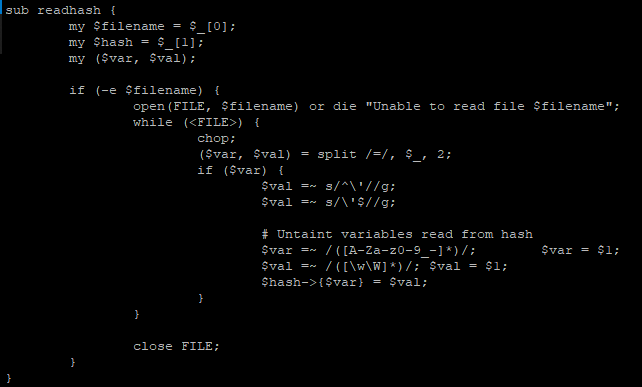 sub readhash {
        my $filename = $_[0];
        my $hash = $_[1];
        my ($var, $val);

        if (-e $filename) {
                open(FILE, $filename) or die "Unable to read file $filename";
                while (<FILE>) {
                        chop;
                        ($var, $val) = split /=/, $_, 2;
                        if ($var) {
                                $val =~ s/^\'//g;
                                $val =~ s/\'$//g;

                                # Untaint variables read from hash
                                $var =~ /([A-Za-z0-9_-]*)/;        $var = $1;
                                $val =~ /([\w\W]*)/; $val = $1;
                                $hash->{$var} = $val;
                        }
                }

                close FILE;
        }
}